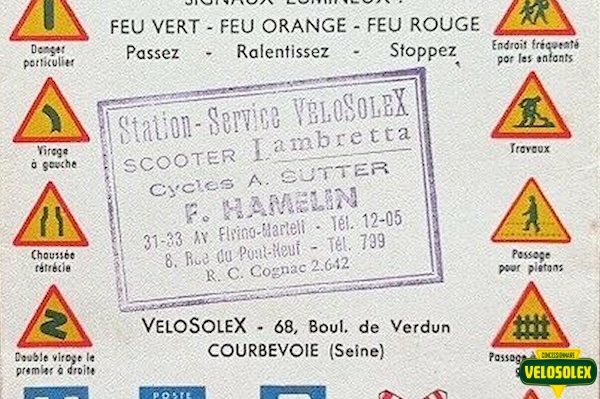 SIGNAUX LUMINEUX :
FEU VERT - FEU ORANGE - FEU ROUGE
Passez - Ralentissez - Stoppez
Danger
particulier
Endroit fréquenté
par les enfants
Virage
à gauche
Travaux
Chaussée
rétrécie
Passage
pour piétons
Double virage le
premier à droite
Passage à
Station-Service VÉLOSOLEX
SCOOTER Lambretta
Cycles A. SUTTER
F. HAMELIN
31-33 Av Firino-Martell - Tél. 12-05
8, Rue du Pont-Neuf - Tél. 799
R. C. Cognac 2.642
VELOSOLEX - 68, Boul. de Verdun
COURBEVOIE (Seine)
POSTE
CONCESSIONNAIRE
VELOSOLEX